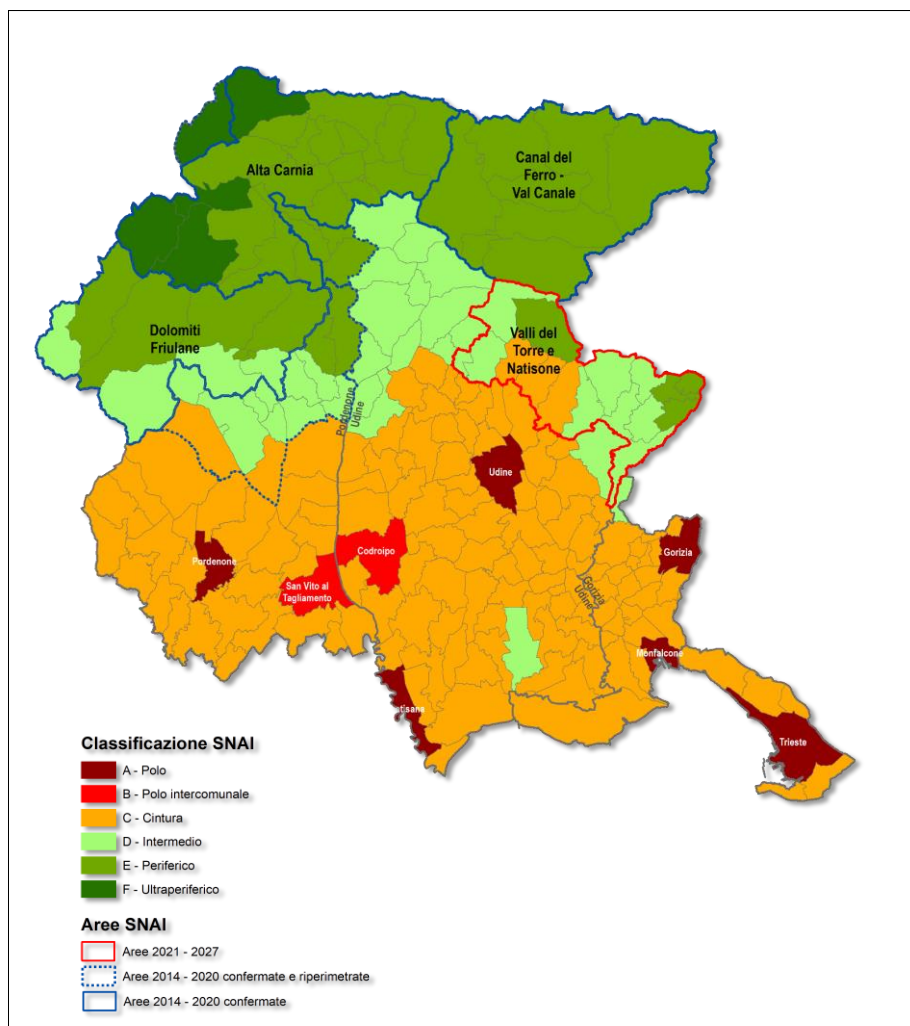 Alta Carnia
Canal del
Ferro -
Val Canale
Dolomiti
Friulane
Valli del
Torre e
Natisone
Pordenone
Udine
Udine
Pordenone
Codroipo
San Vito al
Tagliamento
Gorizia
Gorizia
Udine
Monfalcone
Trieste
Classificazione SNAI
A - Polo
B - Polo intercomunale
C - Cintura
D - Intermedio
E - Periferico
F - Ultraperiferico
Aree SNAI
Aree 2021 - 2027
Aree 2014 - 2020 confermate e riperimetrate
Aree 2014 - 2020 confermate